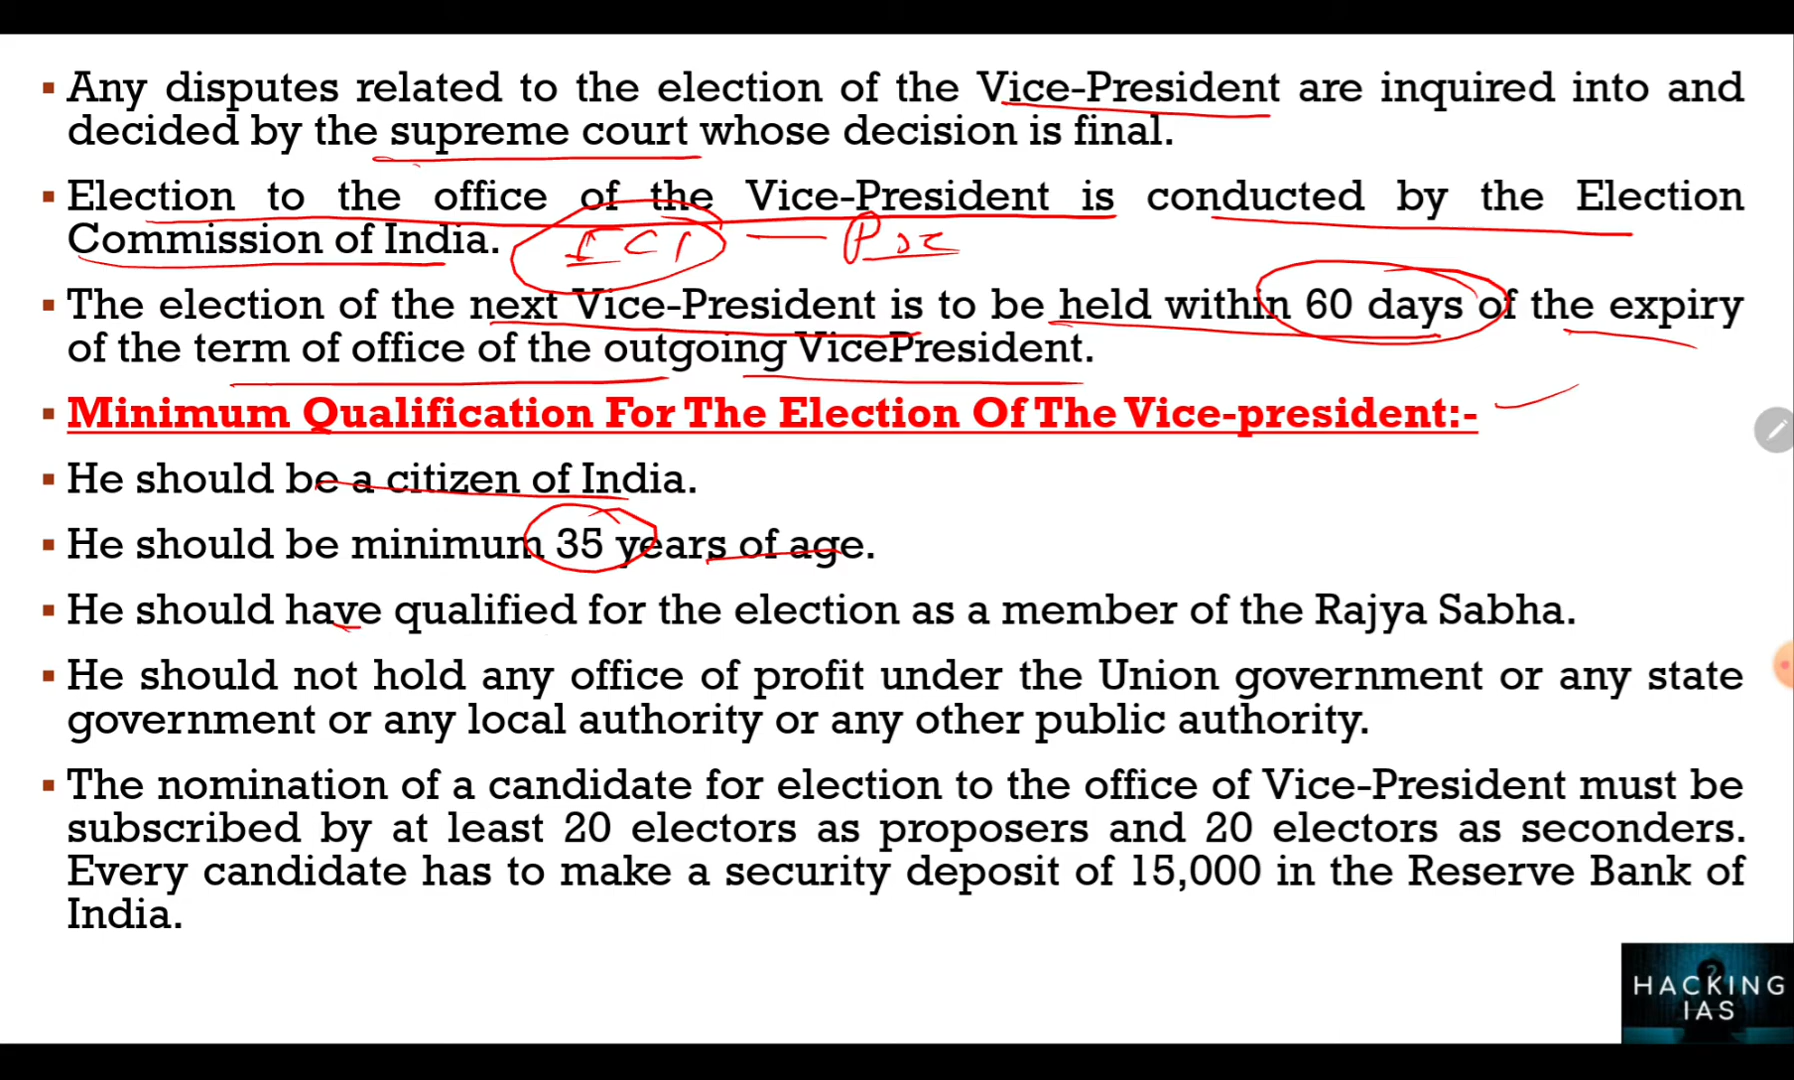 ▪ Any disputes related to the election of the Vice-President are inquired into and
decided by the supreme court whose decision is final.
▪ Election to the office of the Vice-President is conducted by the Election
Commission of India.
▪ The election of the next Vice-President is to be held within 60 days of the expiry
of the term of office of the outgoing VicePresident.
▪ Minimum Qualification For The Election Of The Vice-president:-
▪ He should be a citizen of India.
▪ He should be minimum 35 years of age.
▪ He should have qualified for the election as a member of the Rajya Sabha.
▪ He should not hold any office of profit under the Union government or any state
government or any local authority or any other public authority.
▪ The nomination of a candidate for election to the office of Vice-President must be
subscribed by at least 20 electors as proposers and 20 electors as seconders.
Every candidate has to make a security deposit of 15,000 in the Reserve Bank of
India.
HACKING
IAS